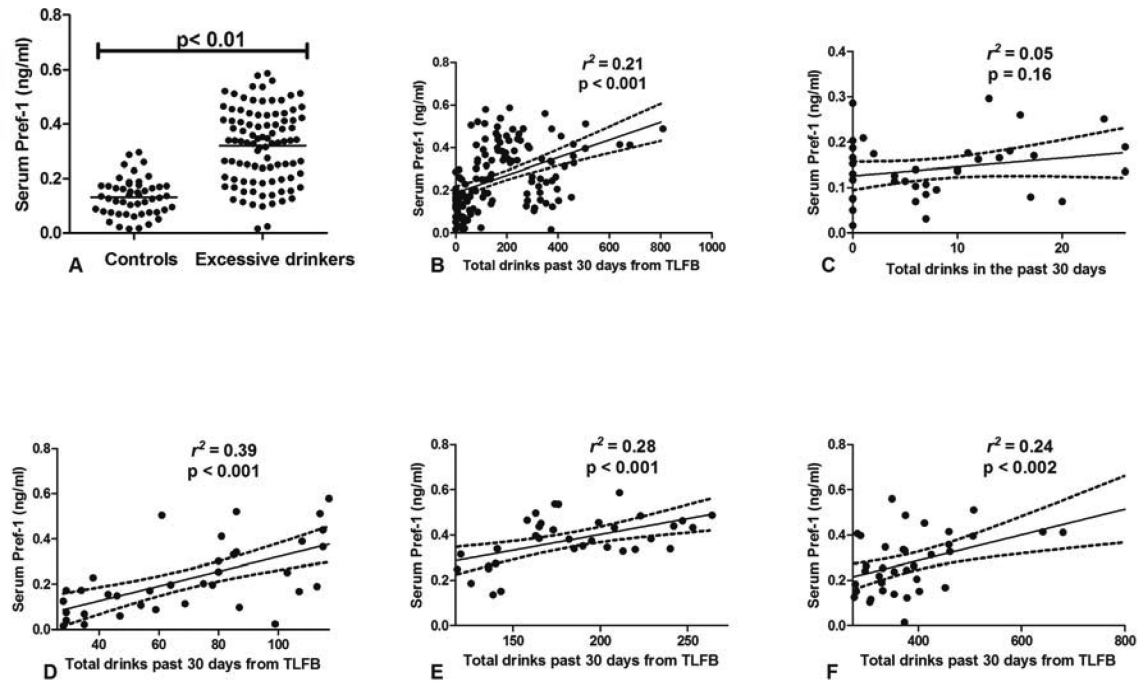 p< 0.01
Serum Pref-1 (ng/ml)
0.8
0.6
0.4
0.2
0.0
Controls Excessive drinkers
A
r² = 0.21
p < 0.001
Serum Pref-1 (ng/ml)
0.8
0.6
0.4
0.2
0.0
0 200 400 600 800 1000
Total drinks past 30 days from TLFB
B
r² = 0.05
p = 0.16
Serum Pref-1 (ng/ml)
0.4
0.3
0.2
0.1
0.0
0 10 20
Total drinks in the past 30 days
C
r² = 0.39
p < 0.001
Serum Pref-1 (ng/ml)
0.8
0.6
0.4
0.2
0.0
40 60 80 100
Total drinks past 30 days from TLFB
D
r² = 0.28
p < 0.001
Serum Pref-1 (ng/ml)
0.8
0.6
0.4
0.2
0.0
150 200 250
Total drinks past 30 days from TLFB
E
r² = 0.24
p < 0.002
Serum Pref-1 (ng/ml)
0.8
0.6
0.4
0.2
0.0
400 600 800
Total drinks past 30 days from TLFB
F